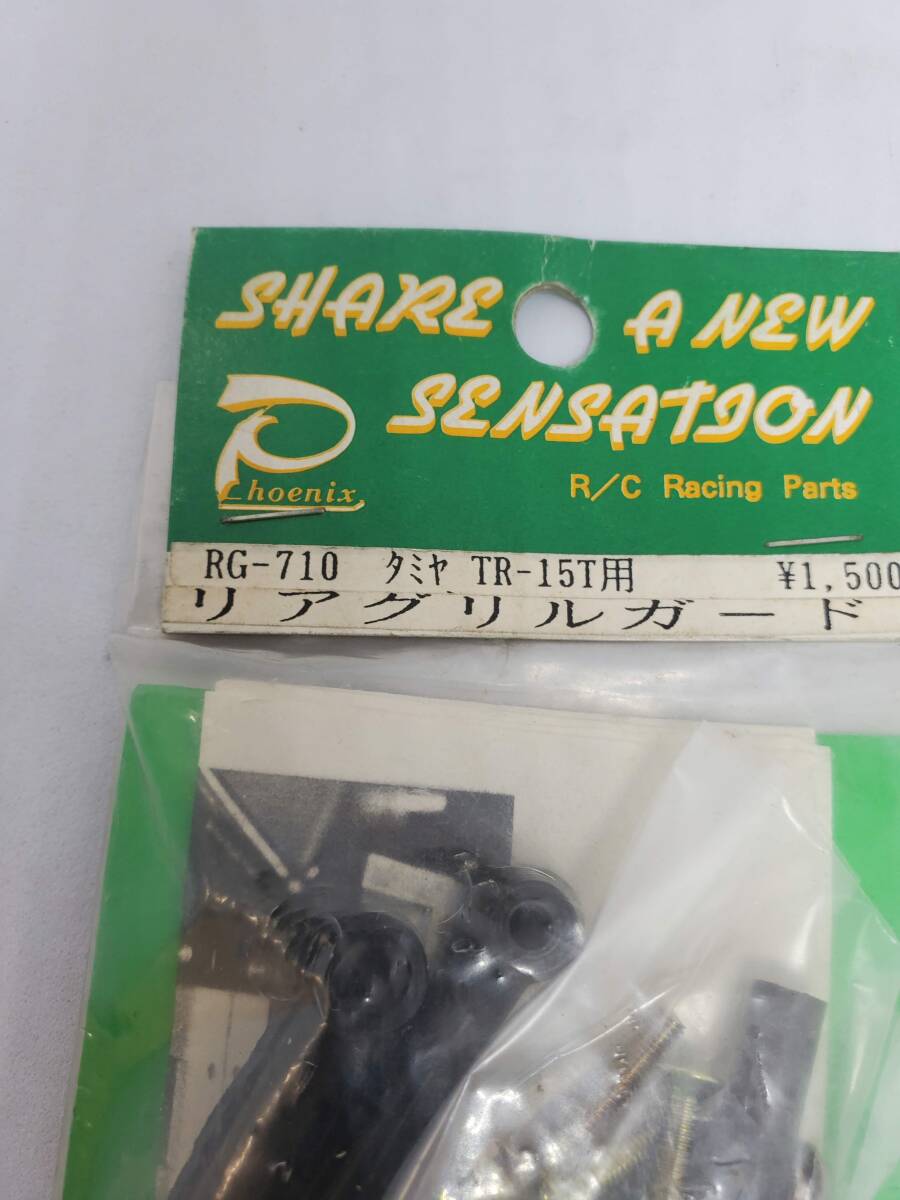 SHARE A NEW
SENSATION
Phoenix
R/C Racing Parts
RG-710 タミヤ TR-15T用 ¥1,500
リアグリルガード